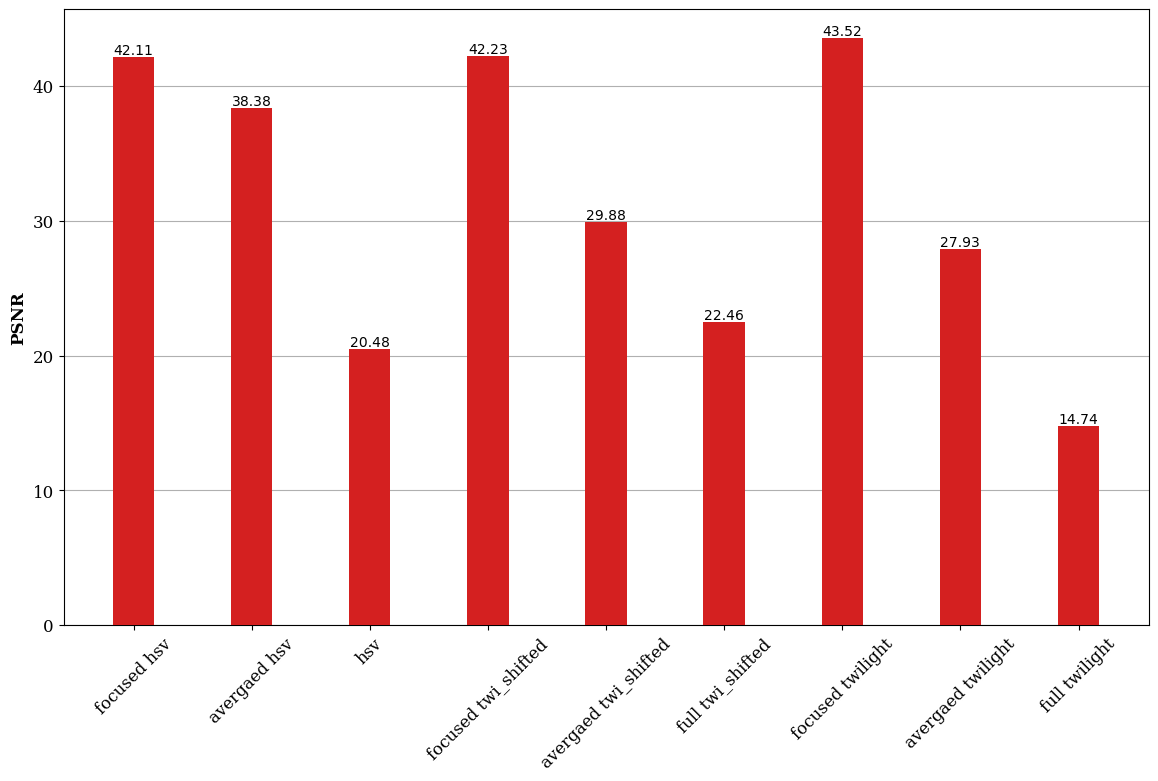 43.52
42.11
42.23
38.38
29.88
27.93
22.46
20.48
14.74
40
30
20
10
0
PSNR
focused hsv
avergaed hsv
hsv
focused twi_shifted
avergaed twi_shifted
full twi_shifted
focused twilight
avergaed twilight
full twilight